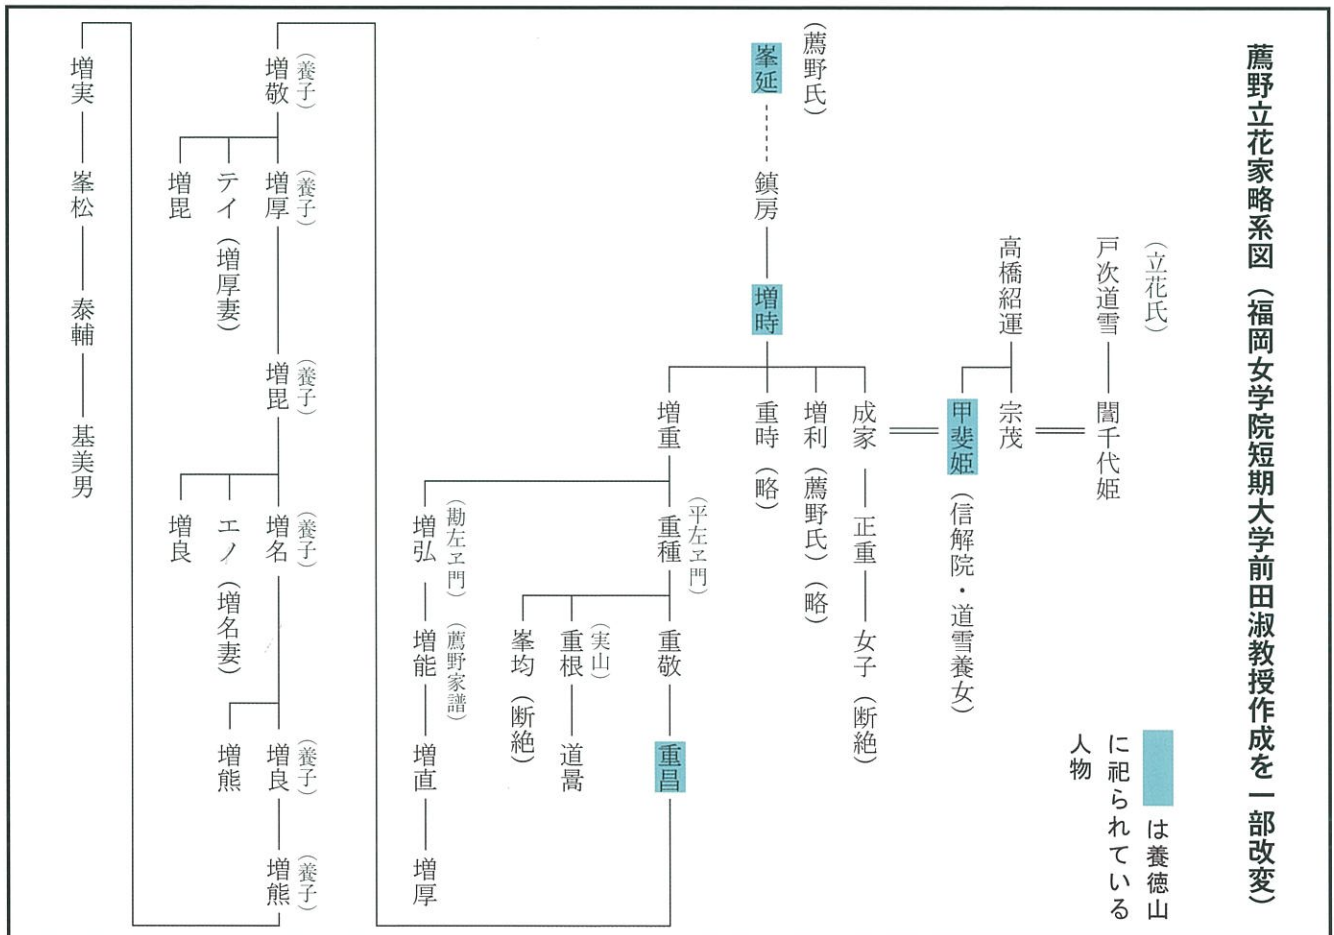 薦野立花家略系図（福岡女学院短期大学前田淑教授作成を一部改変）
は養徳山
に祀られている
人物
（立花氏）
戸次道雪
誾千代姫
高橋紹運
宗茂
甲斐姫（信解院・道雪養女）
（薦野氏）
峯延
鎮房
増時
成家
正重
女子（断絶）
増利（薦野氏）（略）
重時（略）
増重
（平左ヱ門）
重種
重敬
重昌
（実山）
重根
道暠
峯均（断絶）
（勘左ヱ門）
増弘
（薦野家譜）
増能
増直
増厚
（養子）
増敬
（養子）
増厚
テイ（増厚妻）
増毘
（養子）
増毘
（養子）
増名
エノ（増名妻）
増良
（養子）
増良
増熊
（養子）
増熊
増実
峯松
泰輔
基美男